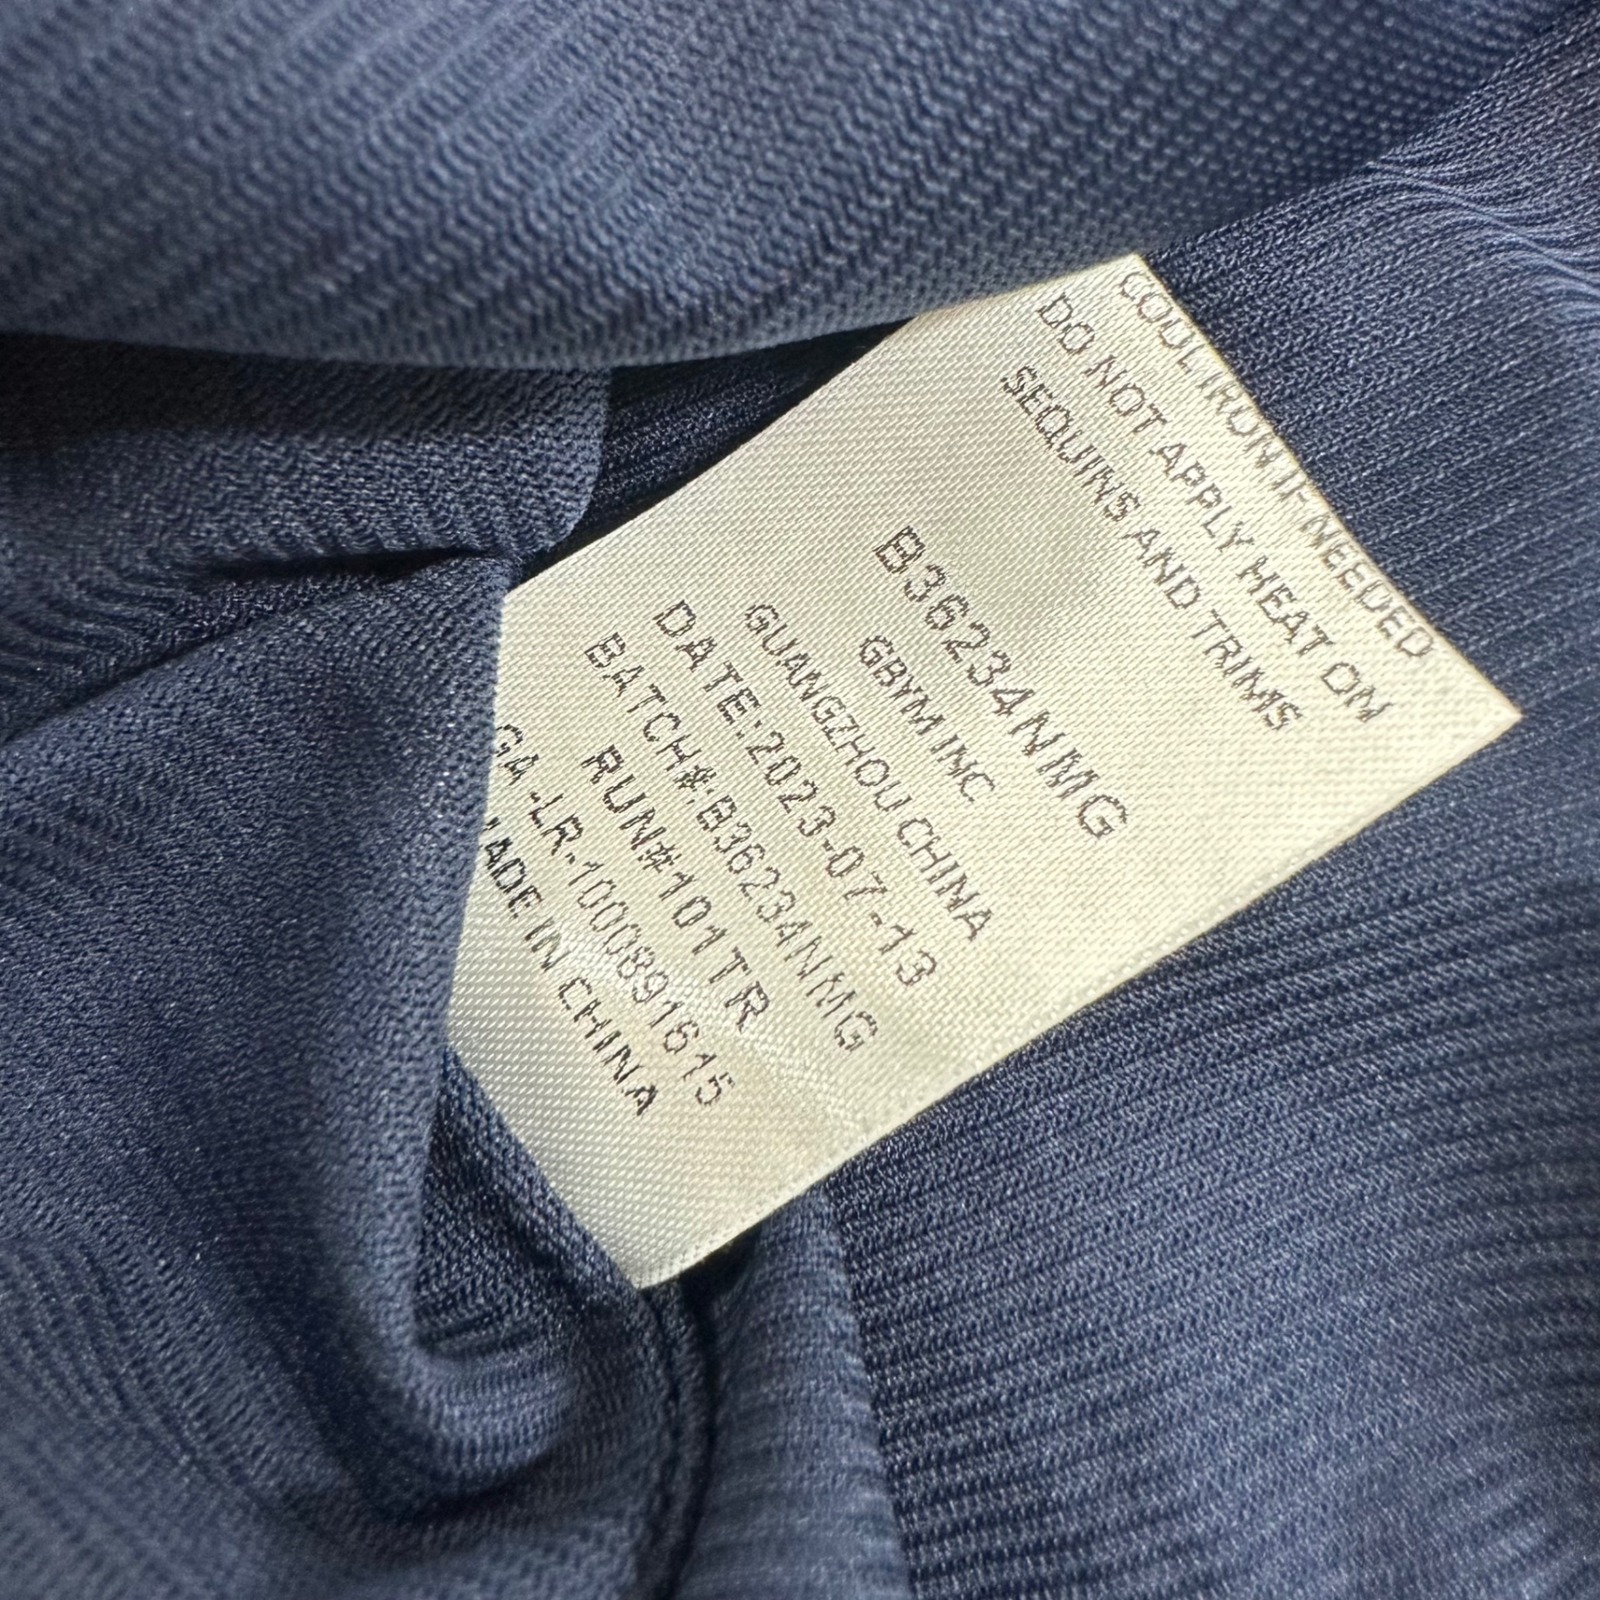 COOL IRON IF NEEDED
DO NOT APPLY HEAT ON
SEQUINS AND TRIMS
B36234NMG
GBYM INC
GUANGZHOU CHINA
DATE:2023-07-13
BATCH#:B36234NMG
RUN#101TR
GA-LR-1000891615
MADE IN CHINA